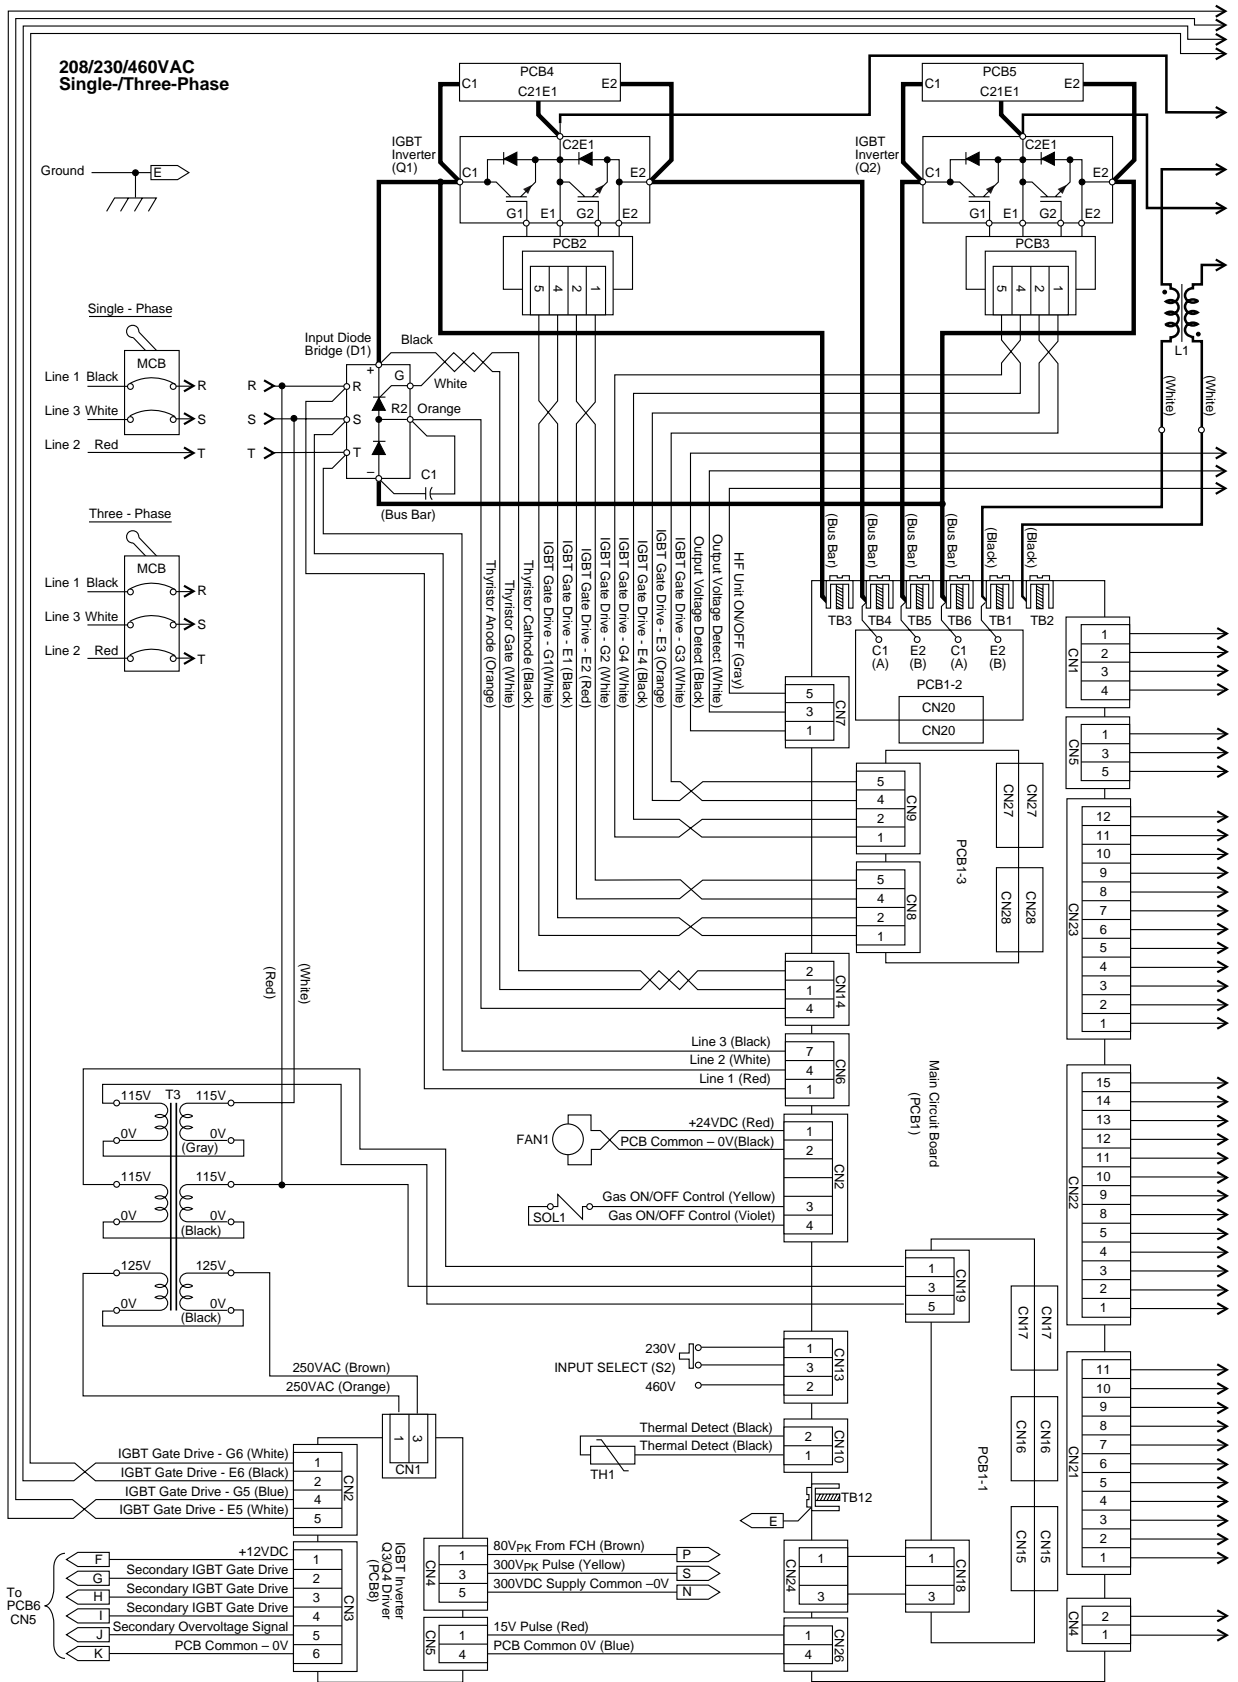 208/230/460VAC
Single-/Three-Phase
Ground
E
PCB4
C1
E2
C21E1
IGBT
Inverter
(Q1)
C2E1
C1
E2
G1
E1
G2
E2
PCB2
5
4
2
1
PCB5
C1
E2
C21E1
IGBT
Inverter
(Q2)
C2E1
C1
E2
G1
E1
G2
E2
PCB3
5
4
2
1
L1
(White)
(White)
Single - Phase
MCB
Line 1 Black
R
Line 3 White
S
Line 2 Red
T
Three - Phase
MCB
Line 1 Black
R
Line 3 White
S
Line 2 Red
T
R
S
T
Input Diode
Bridge (D1)
+
R
S
T
G
R2
–
C1
Black
White
Orange
(Bus Bar)
Thyristor Anode (Orange)
Thyristor Gate (White)
Thyristor Cathode (Black)
IGBT Gate Drive - G1(White)
IGBT Gate Drive - E1 (Black)
IGBT Gate Drive - E2 (Red)
IGBT Gate Drive - G2 (White)
IGBT Gate Drive - G4 (White)
IGBT Gate Drive - E4 (Black)
IGBT Gate Drive - E3 (Orange)
IGBT Gate Drive - G3 (White)
Output Voltage Detect (Black)
Output Voltage Detect (White)
HF Unit ON/OFF (Gray)
(Bus Bar)
(Bus Bar)
(Bus Bar)
(Bus Bar)
(Black)
(Black)
TB3
TB4
TB5
TB6
TB1
TB2
C1
(A)
E2
(B)
C1
(A)
E2
(B)
PCB1-2
CN20
CN20
5
3
1
CN7
5
4
2
1
CN9
5
4
2
1
CN8
PCB1-3
CN27
CN27
CN28
CN28
2
1
4
CN14
Line 3 (Black)
Line 2 (White)
Line 1 (Red)
7
4
1
CN6
FAN1
+24VDC (Red)
PCB Common – 0V(Black)
SOL1
Gas ON/OFF Control (Yellow)
Gas ON/OFF Control (Violet)
1
2
3
4
CN2
Main Circuit Board
(PCB1)
1
3
5
CN19
230V
INPUT SELECT (S2)
460V
1
3
2
CN13
Thermal Detect (Black)
Thermal Detect (Black)
TH1
2
1
CN10
TB12
E
1
3
CN24
1
3
CN18
PCB1-1
CN17
CN17
CN16
CN16
CN15
CN15
1
4
CN26
1
2
3
4
CN1
1
3
5
CN5
12
11
10
9
8
7
6
5
4
3
2
1
CN23
15
14
13
12
11
10
9
8
5
4
3
2
1
CN22
11
10
9
8
7
6
5
4
3
2
1
CN21
2
1
CN4
(Red)
(White)
T3
115V
115V
0V
0V
(Gray)
115V
115V
0V
0V
(Black)
125V
125V
0V
0V
(Black)
250VAC (Brown)
250VAC (Orange)
1
3
CN1
IGBT Gate Drive - G6 (White)
IGBT Gate Drive - E6 (Black)
IGBT Gate Drive - G5 (Blue)
IGBT Gate Drive - E5 (White)
1
2
4
5
CN2
To
PCB6
CN5
F
G
H
I
J
K
+12VDC
Secondary IGBT Gate Drive
Secondary IGBT Gate Drive
Secondary IGBT Gate Drive
Secondary Overvoltage Signal
PCB Common – 0V
1
2
3
4
5
6
CN3
IGBT Inverter
Q3/Q4 Driver
(PCB8)
1
3
5
CN4
80VPK From FCH (Brown)
P
300VPK Pulse (Yellow)
S
300VDC Supply Common –0V
N
1
4
CN5
15V Pulse (Red)
PCB Common 0V (Blue)